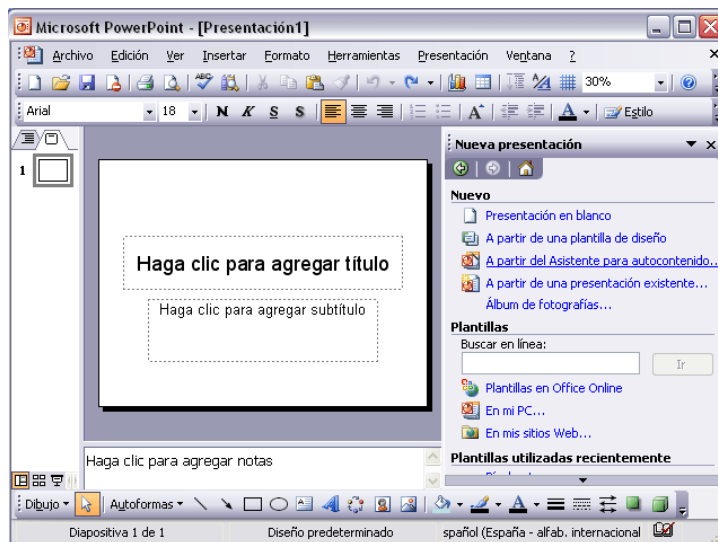 Microsoft PowerPoint - [Presentación1]
Archivo Edición Ver Insertar Formato Herramientas Presentación Ventana ?
ABC 30%
Arial 18 N K S S A A Estilo
1
Haga clic para agregar título
Haga clic para agregar subtítulo
Haga clic para agregar notas
Nueva presentación
Nuevo
Presentación en blanco
A partir de una plantilla de diseño
A partir del Asistente para autocontenido...
A partir de una presentación existente...
Álbum de fotografías...
Plantillas
Buscar en línea:
Ir
Plantillas en Office Online
En mi PC...
En mis sitios Web...
Plantillas utilizadas recientemente
Dibujo Autoformas A A
Diapositiva 1 de 1 Diseño predeterminado spañol (España - alfab. internacional